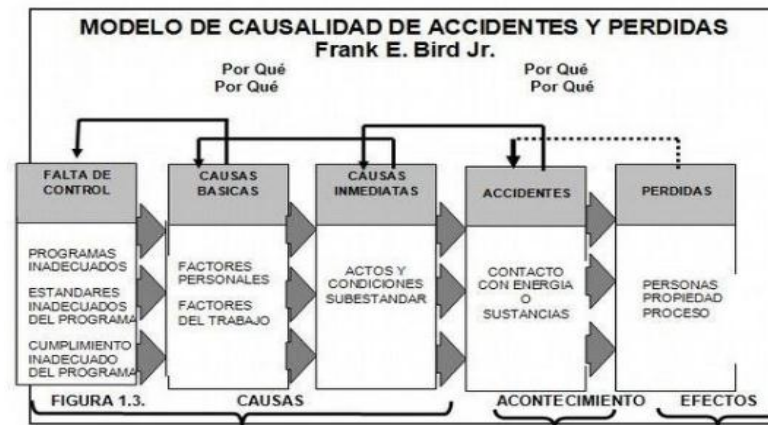 MODELO DE CAUSALIDAD DE ACCIDENTES Y PERDIDAS
Frank E. Bird Jr.
Por Qué
Por Qué
Por Qué
Por Qué
FALTA DE
CONTROL
PROGRAMAS
INADECUADOS
ESTANDARES
INADECUADOS
DEL PROGRAMA
CUMPLIMIENTO
INADECUADO
DEL PROGRAMA
CAUSAS
BASICAS
FACTORES
PERSONALES
FACTORES
DEL TRABAJO
CAUSAS
INMEDIATAS
ACTOS Y
CONDICIONES
SUBESTANDAR
ACCIDENTES
CONTACTO
CON ENERGIA
O
SUSTANCIAS
PERDIDAS
PERSONAS
PROPIEDAD
PROCESO
FIGURA 1.3.
CAUSAS
ACONTECIMIENTO
EFECTOS